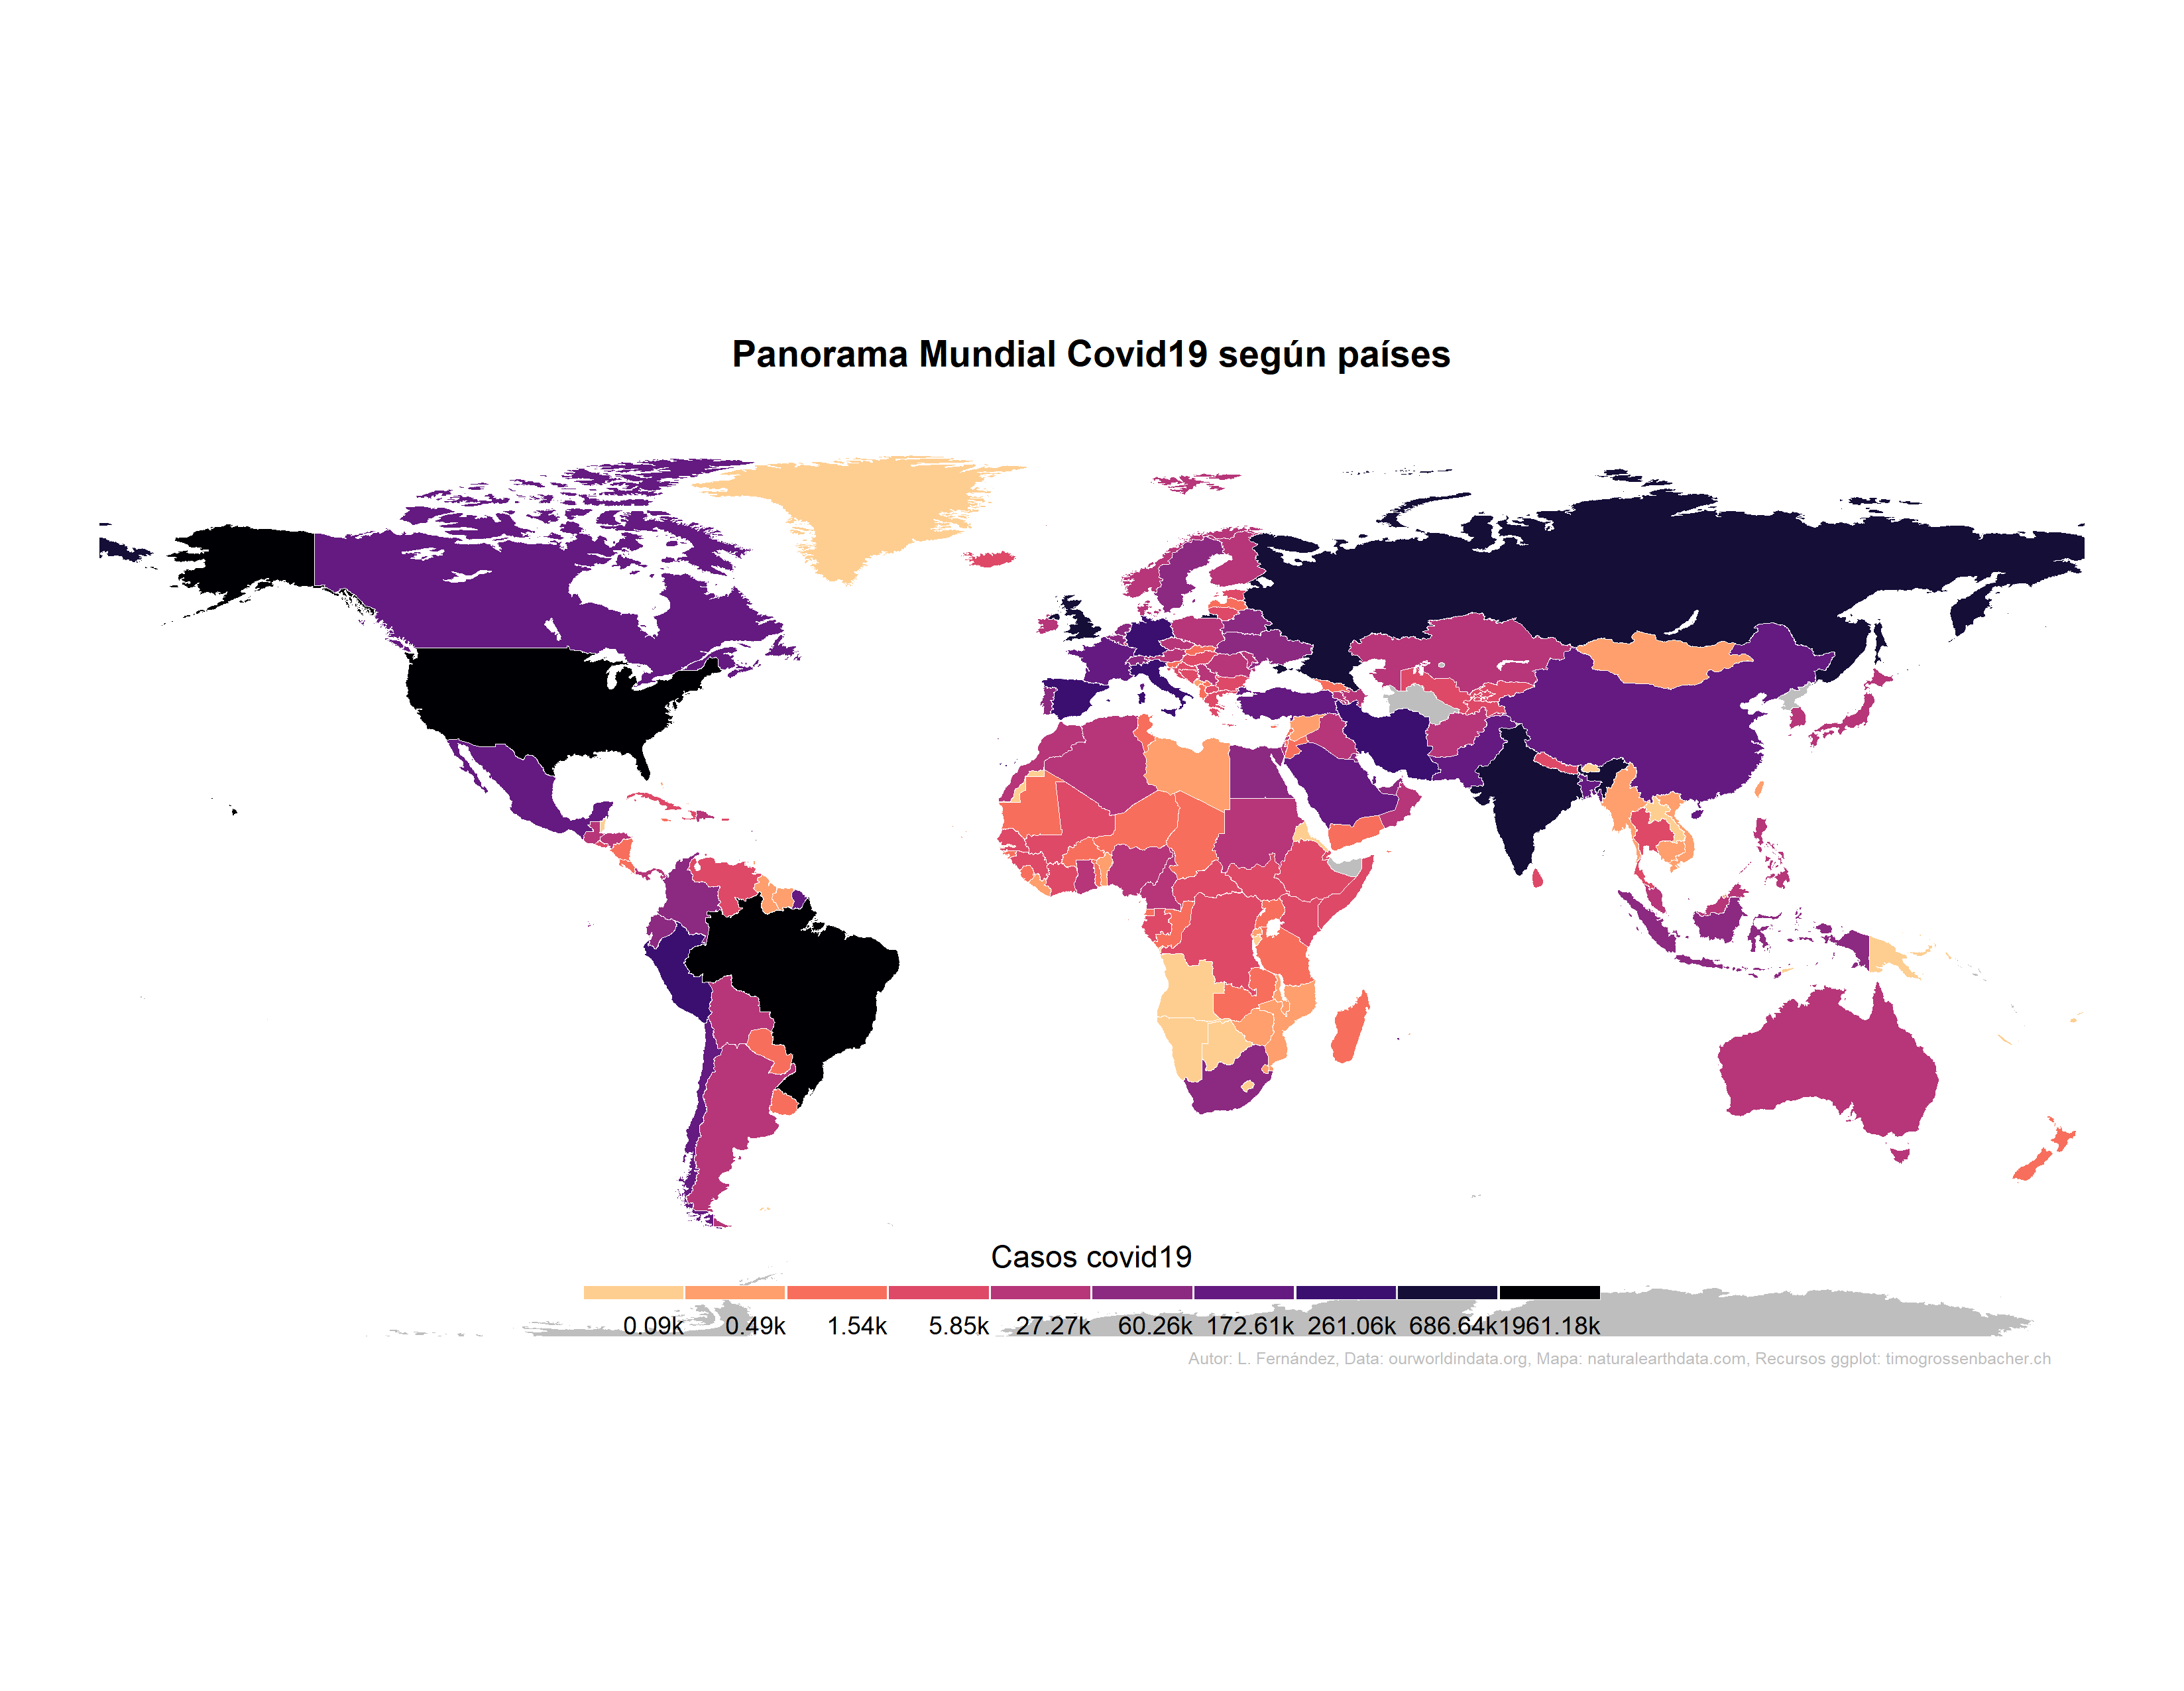 Panorama Mundial Covid19 según países
Casos covid19
0.09k 0.49k 1.54k 5.85k 27.27k 60.26k 172.61k 261.06k 686.64k 1961.18k
Autor: L. Fernández, Data: ourworldindata.org, Mapa: naturalearthdata.com, Recursos ggplot: timogrossenbacher.ch